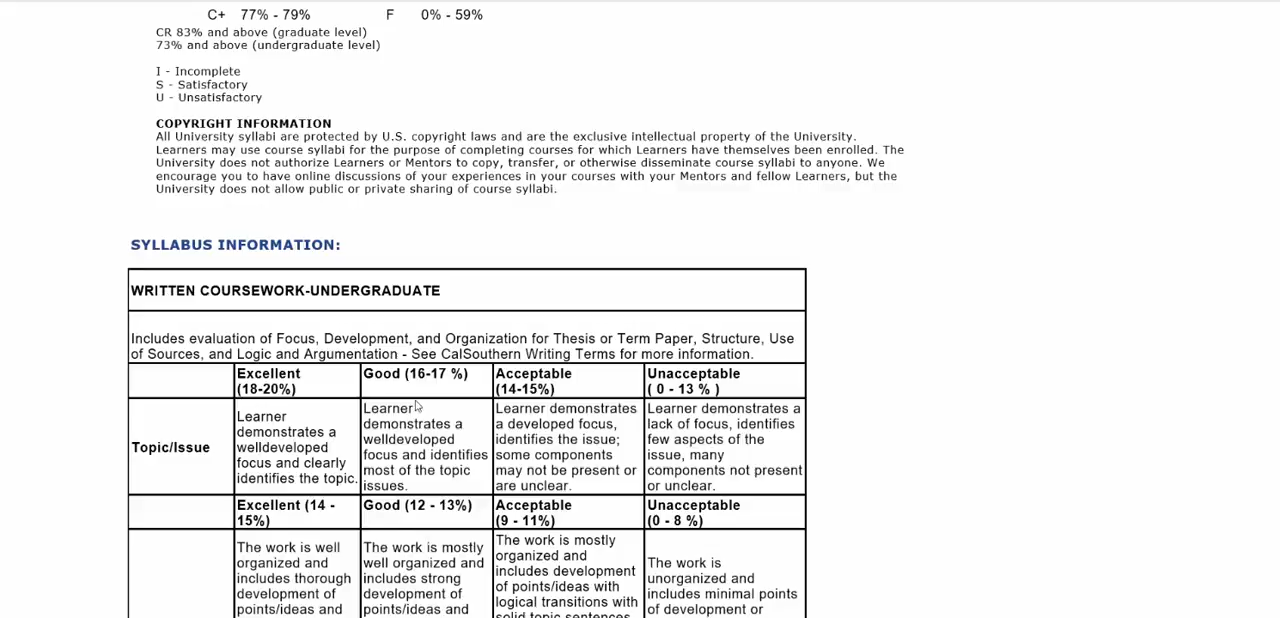 C+ 77% - 79% F 0% - 59%
CR 83% and above (graduate level)
73% and above (undergraduate level)
I - Incomplete
S - Satisfactory
U - Unsatisfactory
COPYRIGHT INFORMATION
All University syllabi are protected by U.S. copyright laws and are the exclusive intellectual property of the University.
Learners may use course syllabi for the purpose of completing courses for which Learners have themselves been enrolled. The
University does not authorize Learners or Mentors to copy, transfer, or otherwise disseminate course syllabi to anyone. We
encourage you to have online discussions of your experiences in your courses with your Mentors and fellow Learners, but the
University does not allow public or private sharing of course syllabi.
SYLLABUS INFORMATION:
WRITTEN COURSEWORK-UNDERGRADUATE
Includes evaluation of Focus, Development, and Organization for Thesis or Term Paper, Structure, Use
of Sources, and Logic and Argumentation - See CalSouthern Writing Terms for more information.
Excellent
(18-20%)
Good (16-17 %)
Acceptable
(14-15%)
Unacceptable
( 0 - 13 % )
Topic/Issue
Learner
demonstrates a
welldeveloped
focus and clearly
identifies the topic.
Learner
demonstrates a
welldeveloped
focus and identifies
most of the topic
issues.
Learner demonstrates
a developed focus,
identifies the issue;
some components
may not be present or
are unclear.
Learner demonstrates a
lack of focus, identifies
few aspects of the
issue, many
components not present
or unclear.
Excellent (14 -
15%)
Good (12 - 13%)
Acceptable
(9 - 11%)
Unacceptable
(0 - 8 %)
The work is well
organized and
includes thorough
development of
points/ideas and
The work is mostly
well organized and
includes strong
development of
points/ideas and
The work is mostly
organized and
includes development
of points/ideas with
logical transitions with
solid topic sentences
The work is
unorganized and
includes minimal points
of development or